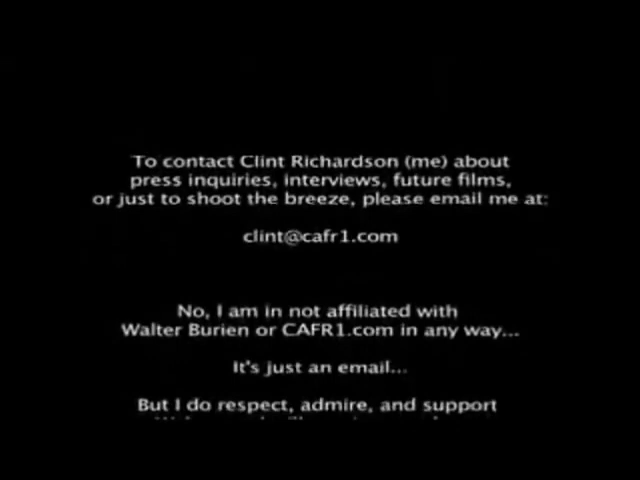 To contact Clint Richardson (me) about
press inquiries, interviews, future films,
or just to shoot the breeze, please email me at:
clint@cafr1.com
No, I am in not affiliated with
Walter Burien or CAFR1.com in any way...
It's just an email...
But I do respect, admire, and support